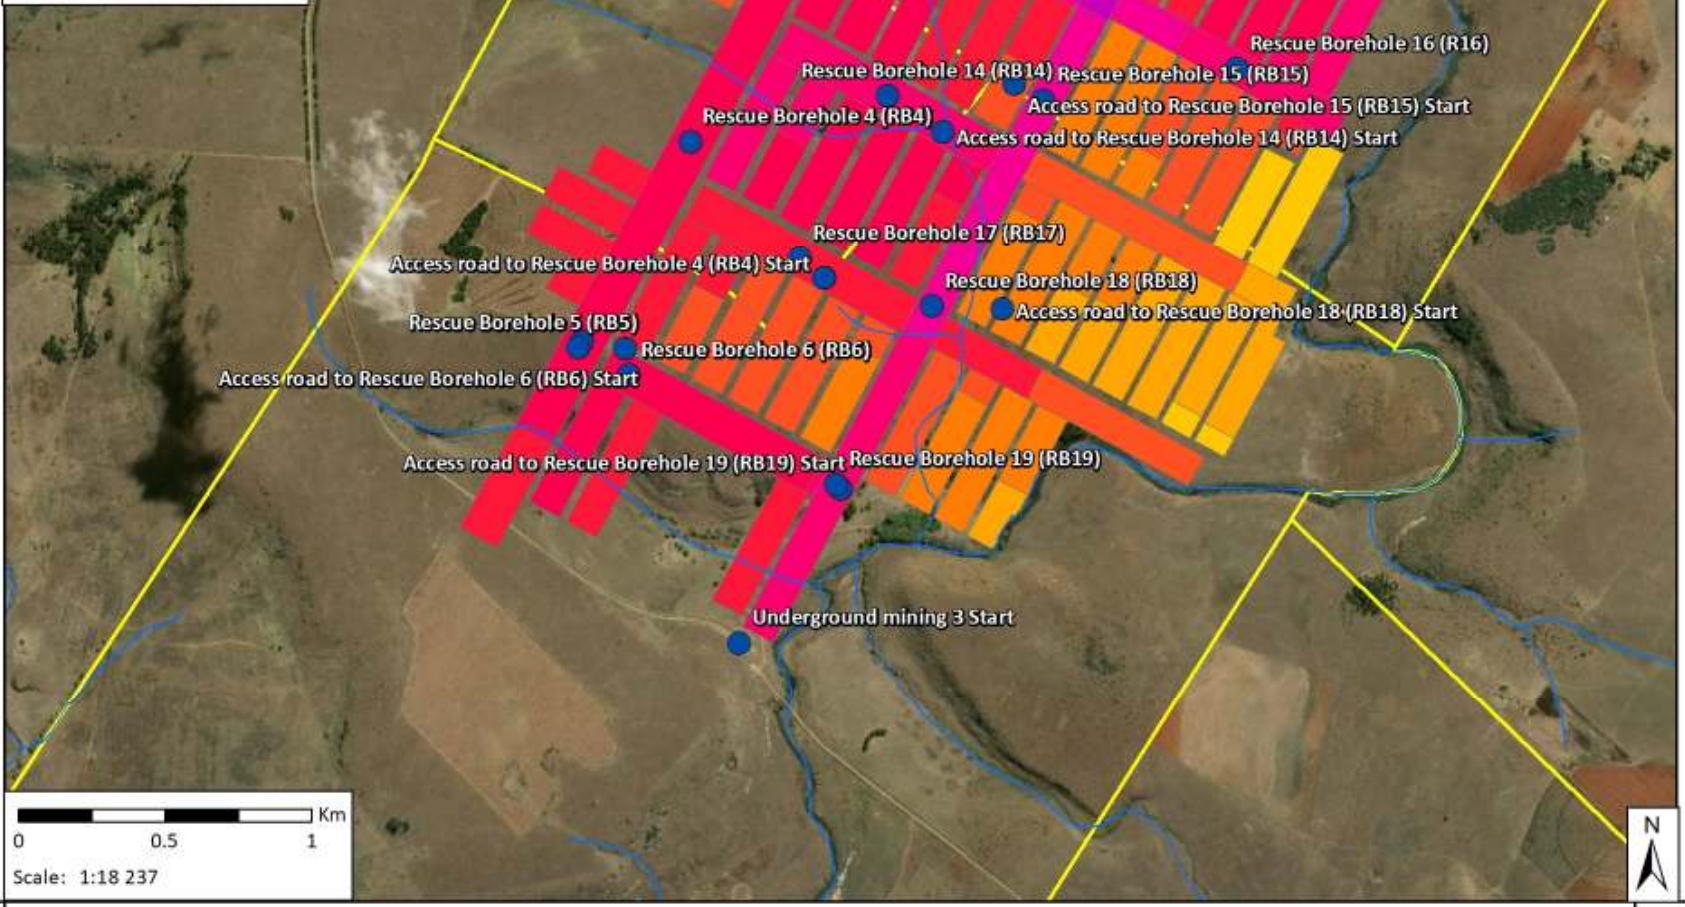 Rescue Borehole 16 (R16)
Rescue Borehole 14 (RB14)
Rescue Borehole 15 (RB15)
Access road to Rescue Borehole 15 (RB15) Start
Rescue Borehole 4 (RB4)
Access road to Rescue Borehole 14 (RB14) Start
Rescue Borehole 17 (RB17)
Access road to Rescue Borehole 4 (RB4) Start
Rescue Borehole 18 (RB18)
Access road to Rescue Borehole 18 (RB18) Start
Rescue Borehole 5 (RB5)
Rescue Borehole 6 (RB6)
Access road to Rescue Borehole 6 (RB6) Start
Access road to Rescue Borehole 19 (RB19) Start
Rescue Borehole 19 (RB19)
Underground mining 3 Start
Km
0 0.5 1
Scale: 1:18 237
N